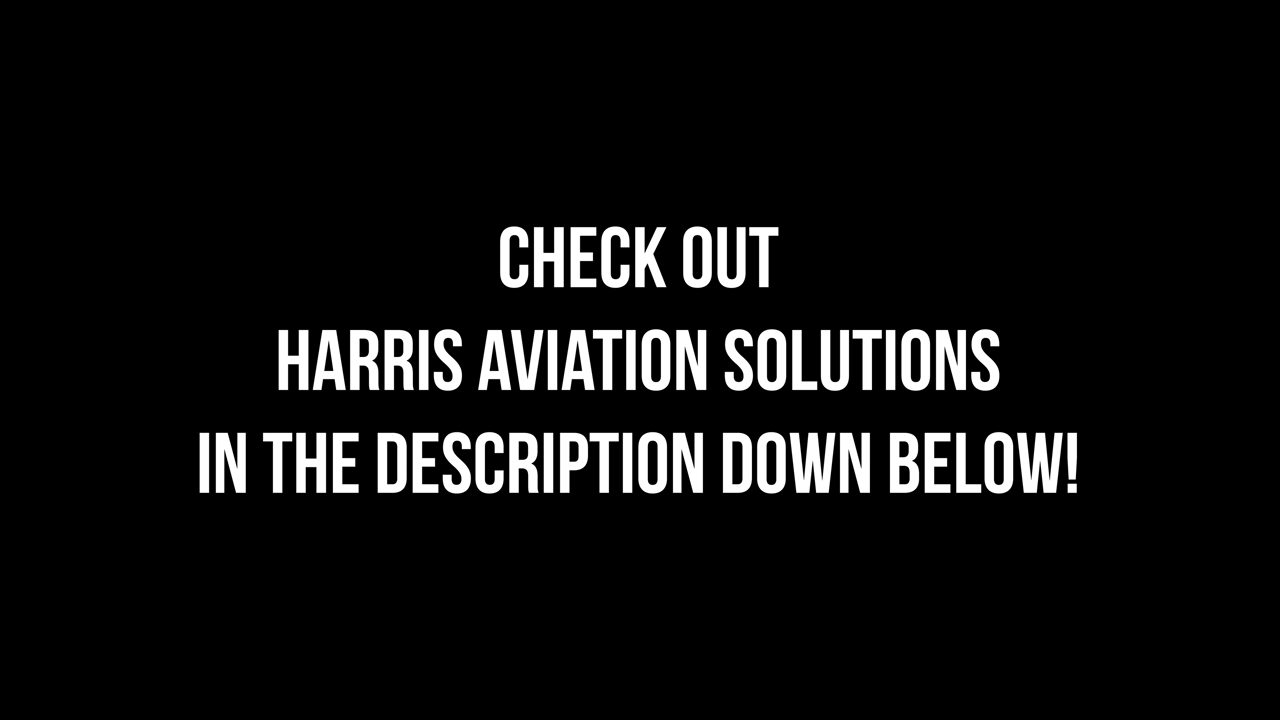 CHECK OUT
HARRIS AVIATION SOLUTIONS
IN THE DESCRIPTION DOWN BELOW!